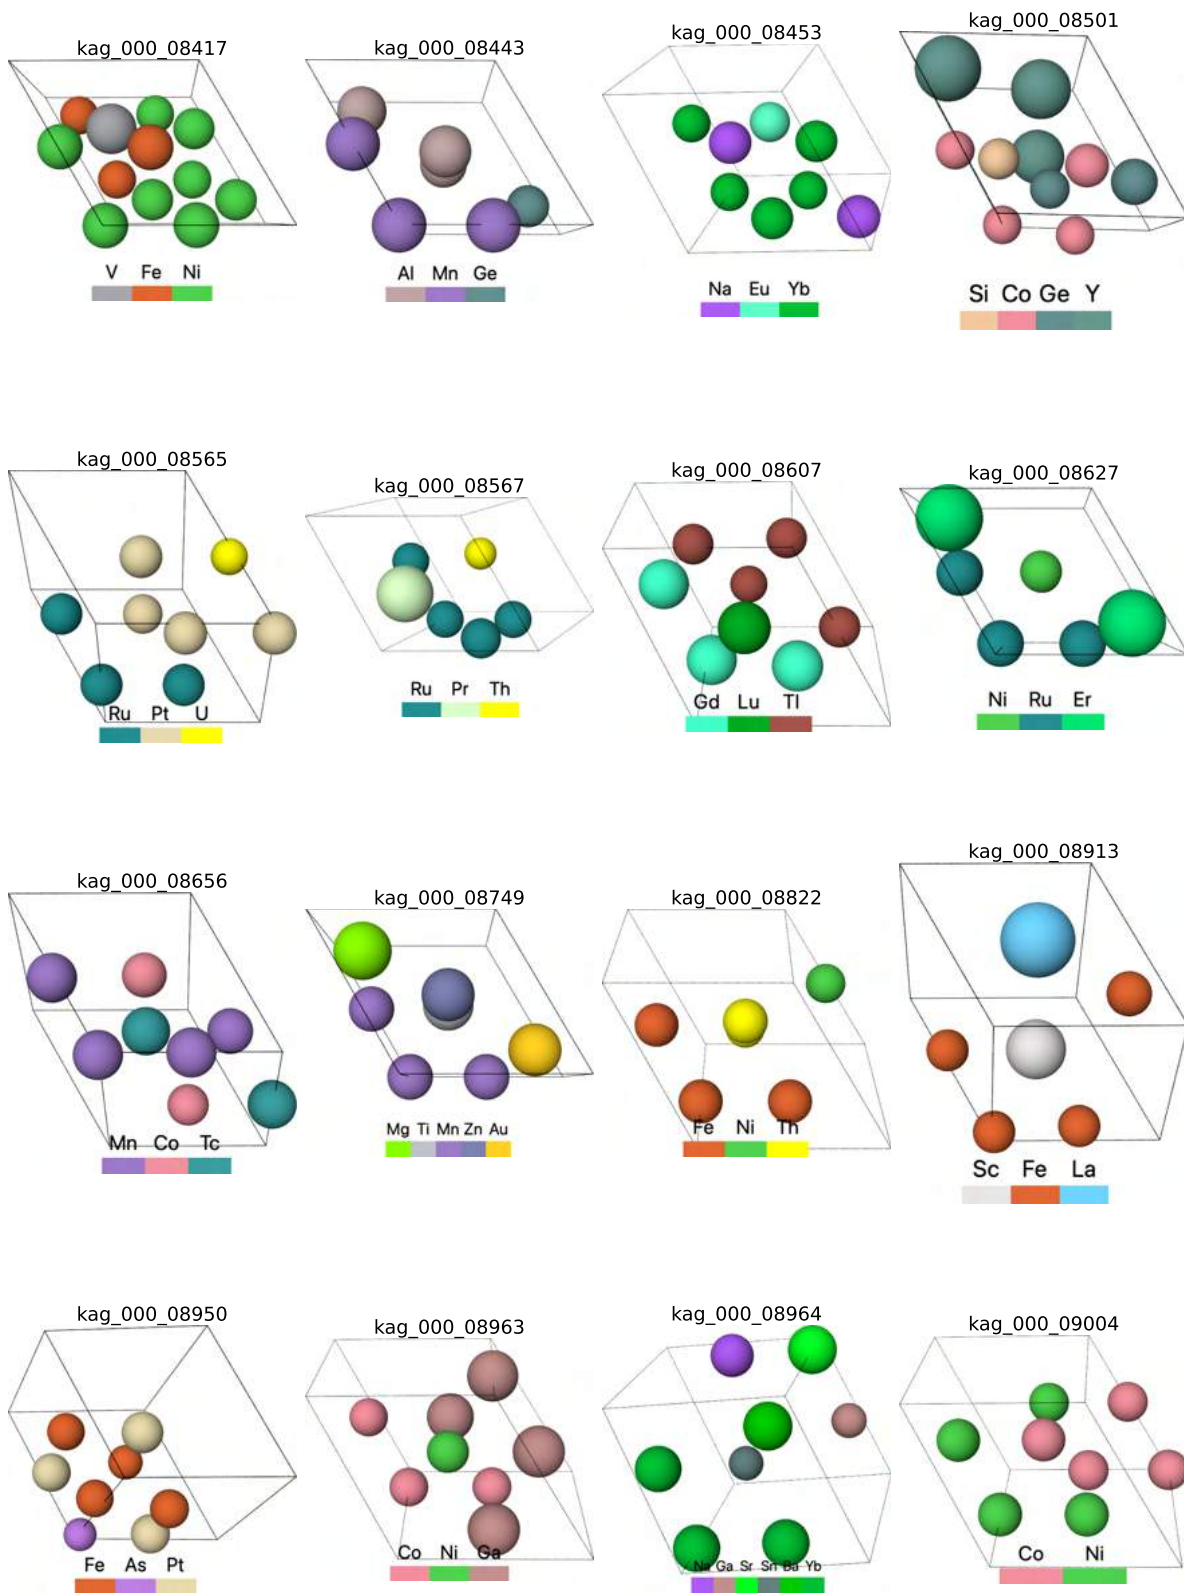 kag_000_08417
kag_000_08443
kag_000_08453
kag_000_08501
V Fe Ni
Al Mn Ge
Na Eu Yb
Si Co Ge Y
kag_000_08565
kag_000_08567
kag_000_08607
kag_000_08627
Ru Pt U
Ru Pr Th
Gd Lu Tl
Ni Ru Er
kag_000_08656
kag_000_08749
kag_000_08822
kag_000_08913
Mn Co Tc
Mg Ti Mn Zn Au
Fe Ni Th
Sc Fe La
kag_000_08950
kag_000_08963
kag_000_08964
kag_000_09004
Fe As Pt
Co Ni Ga
Na Ga Sr Sn Ba Yb
Co Ni